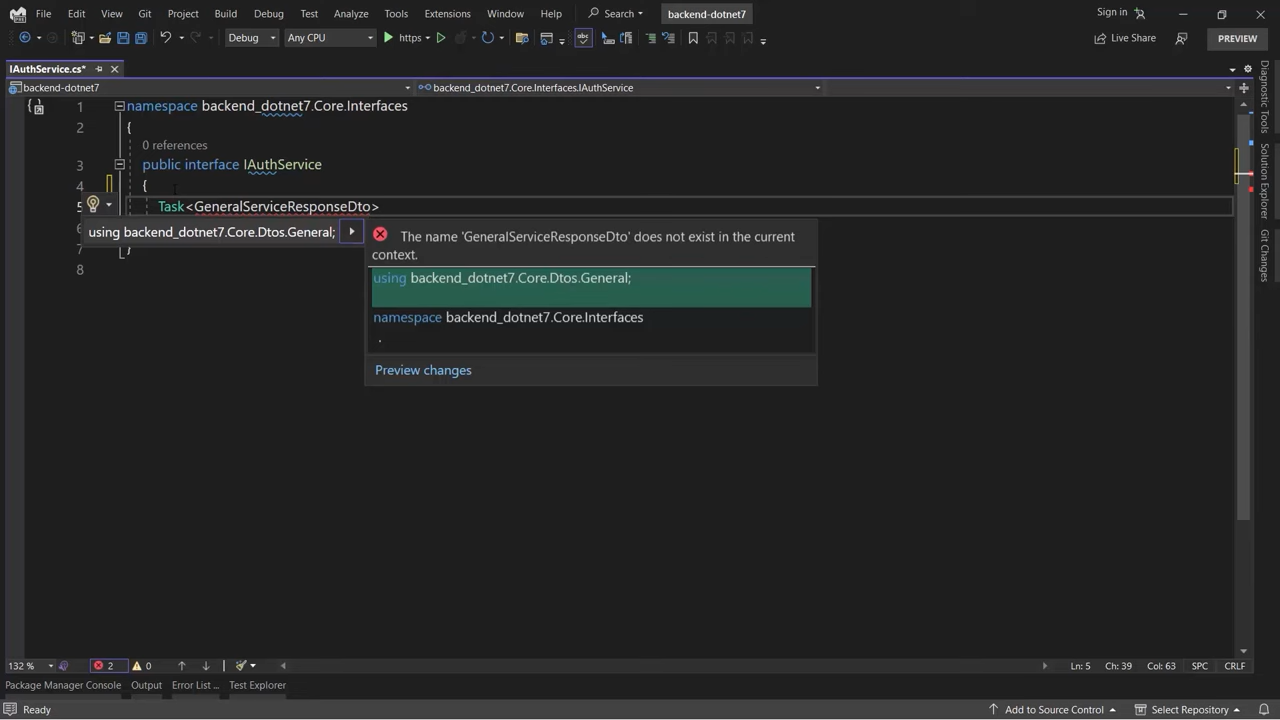 File Edit View Git Project Build Debug Test Analyze Tools Extensions Window Help Search backend-dotnet7 Sign in
Debug Any CPU https Live Share PREVIEW
IAuthService.cs*
backend-dotnet7 backend_dotnet7.Core.Interfaces.IAuthService
1 namespace backend_dotnet7.Core.Interfaces
2 {
0 references
3 public interface IAuthService
4 {
5 Task<GeneralServiceResponseDto>
using backend_dotnet7.Core.Dtos.General;
7 }
8
The name 'GeneralServiceResponseDto' does not exist in the current
context.
using backend_dotnet7.Core.Dtos.General;
namespace backend_dotnet7.Core.Interfaces
.
Preview changes
Diagnostic Tools
Solution Explorer
Git Changes
132 % 2 0 Ln: 5 Ch: 39 Col: 63 SPC CRLF
Package Manager Console Output Error List ... Test Explorer
Ready Add to Source Control Select Repository